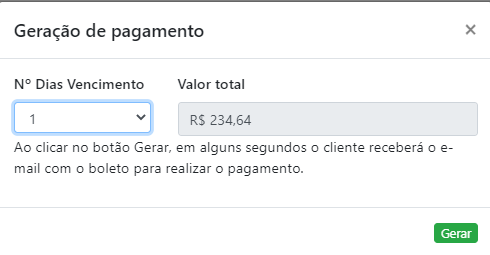 Geração de pagamento ×
Nº Dias Vencimento Valor total
1 R$ 234,64
Ao clicar no botão Gerar, em alguns segundos o cliente receberá o e-
mail com o boleto para realizar o pagamento.
Gerar